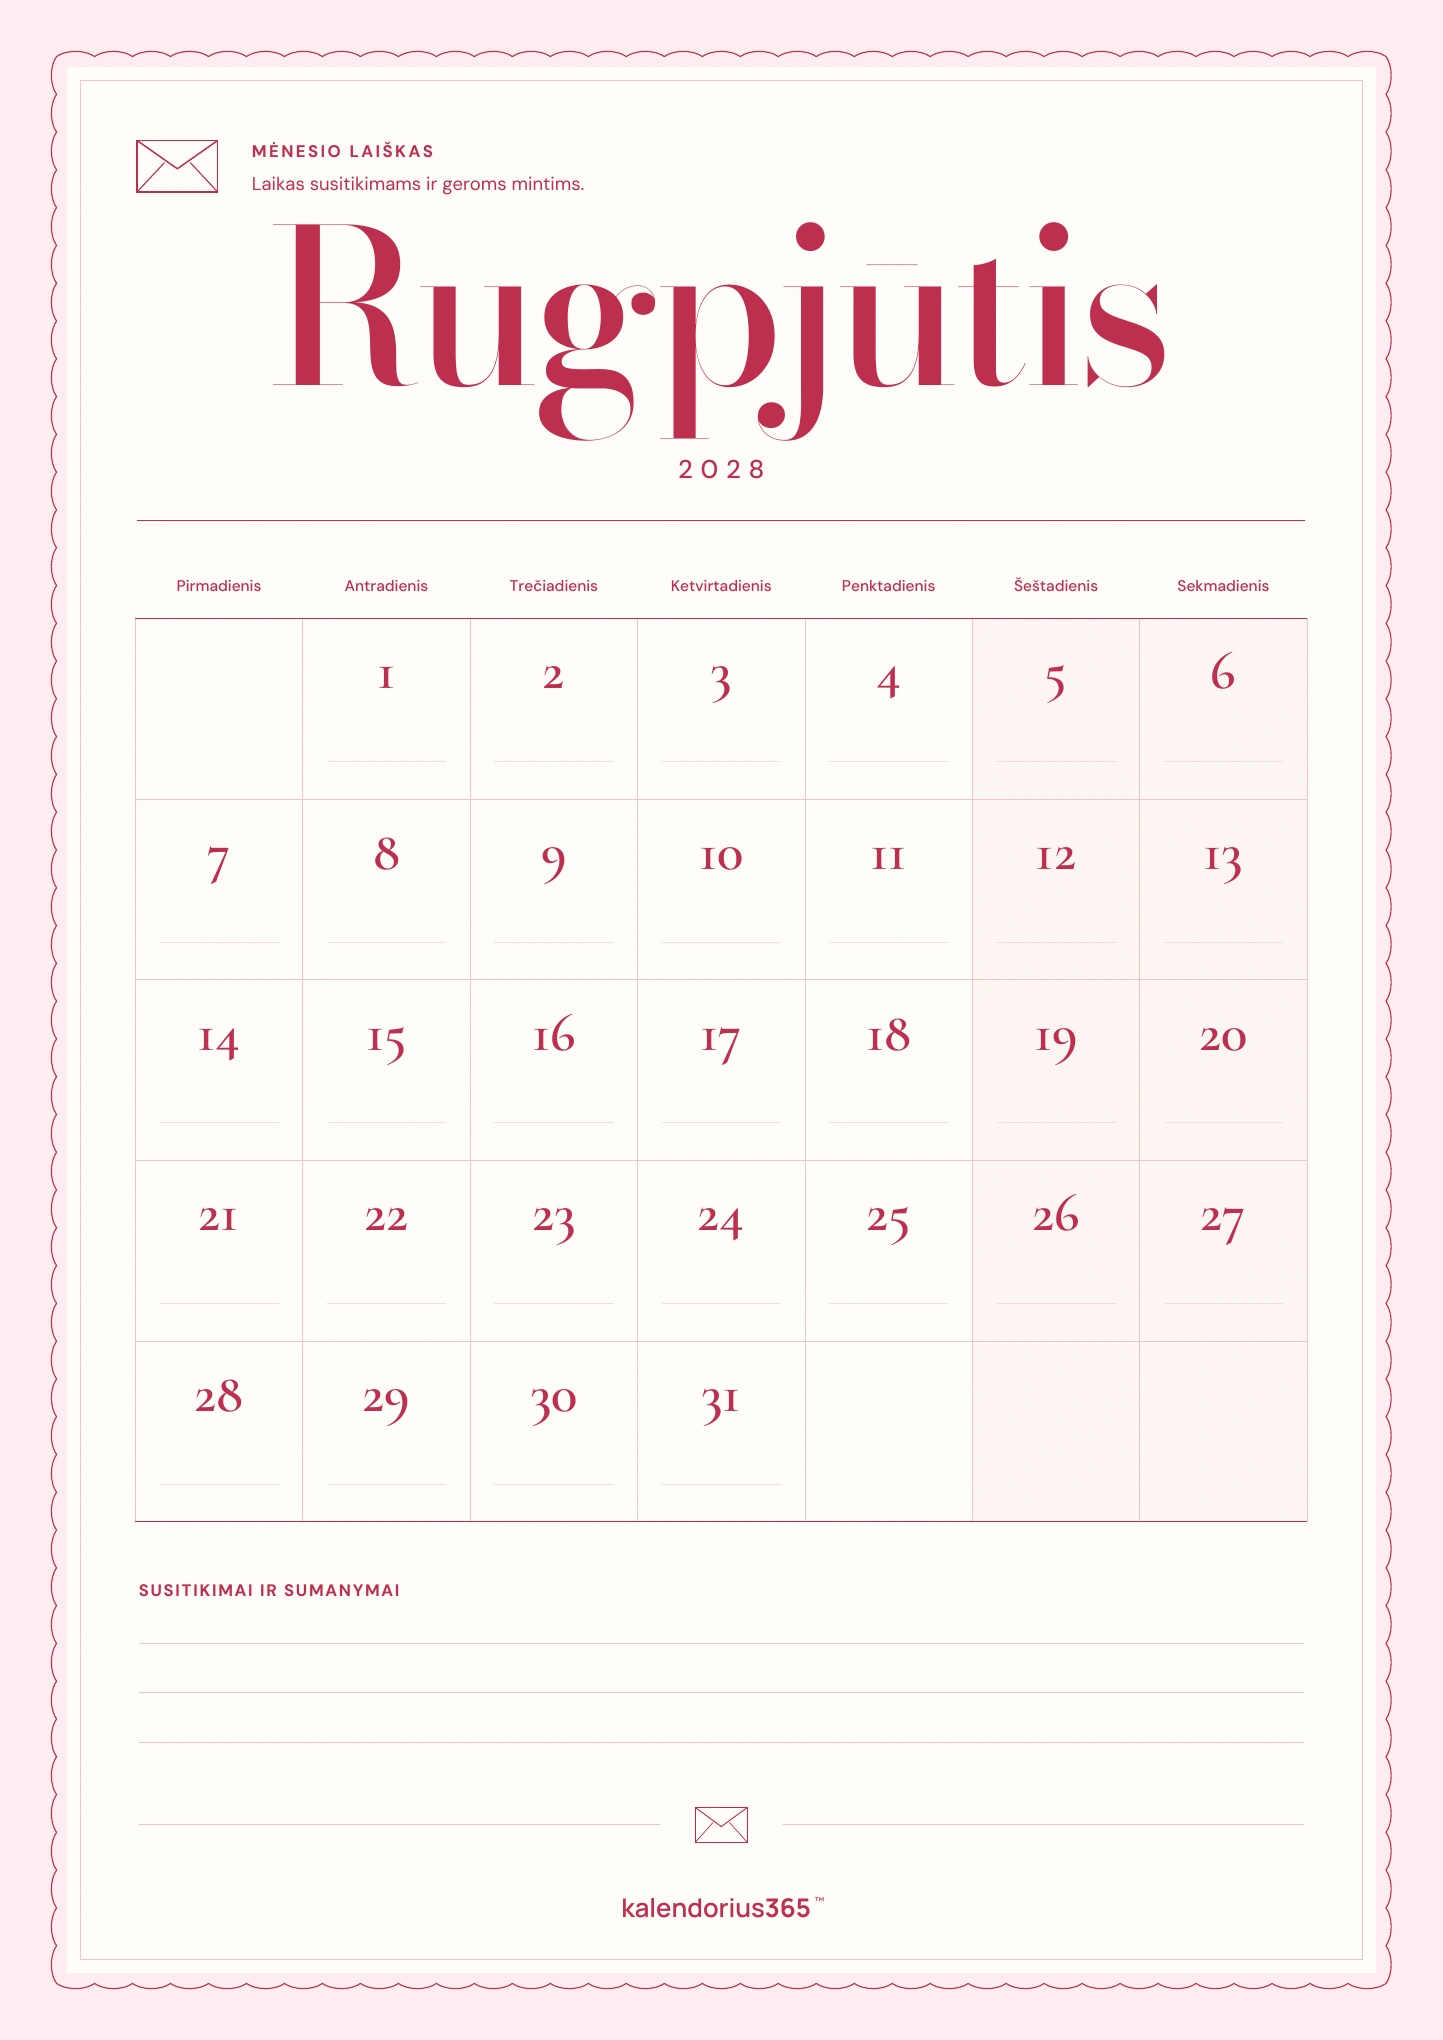 MĖNESIO LAIŠKAS
Laikas susitikimams ir geroms mintims.
Rugpjūtis
2028
Pirmadienis Antradienis Trečiadienis Ketvirtadienis Penktadienis Šeštadienis Sekmadienis
1 2 3 4 5 6
7 8 9 10 11 12 13
14 15 16 17 18 19 20
21 22 23 24 25 26 27
28 29 30 31
SUSITIKIMAI IR SUMANYMAI
kalendorius365™